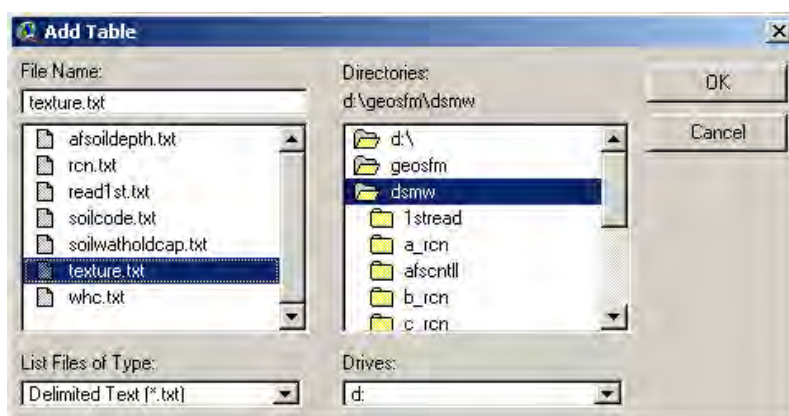 Add Table
File Name:
texture.txt
afsoildepth.txt
rcn.txt
read1st.txt
soilcode.txt
soilwatholdcap.txt
texture.txt
whc.txt
List Files of Type:
Delimited Text (*.txt)
Directories:
d:\geosfm\dsmw
d:\
geosfm
dsmw
1stread
a_rcn
afscntll
b_rcn
c_rcn
Drives:
d:
OK
Cancel